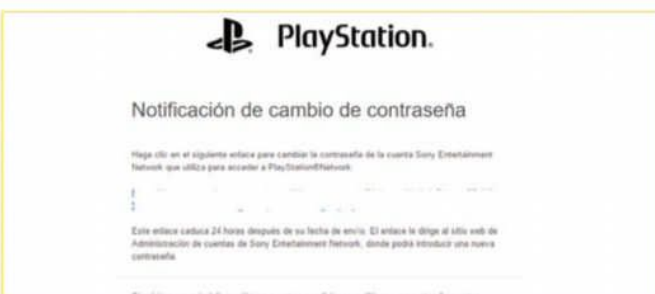 PlayStation.
Notificación de cambio de contraseña
Haga clic en el siguiente enlace para cambiar la contraseña de la cuenta Sony Entertainment
Network que utiliza para acceder a PlayStation®Network:
Este enlace caduca 24 horas después de su fecha de envío. El enlace le dirige al sitio web de
Administración de cuentas de Sony Entertainment Network, donde podrá introducir una nueva
contraseña.